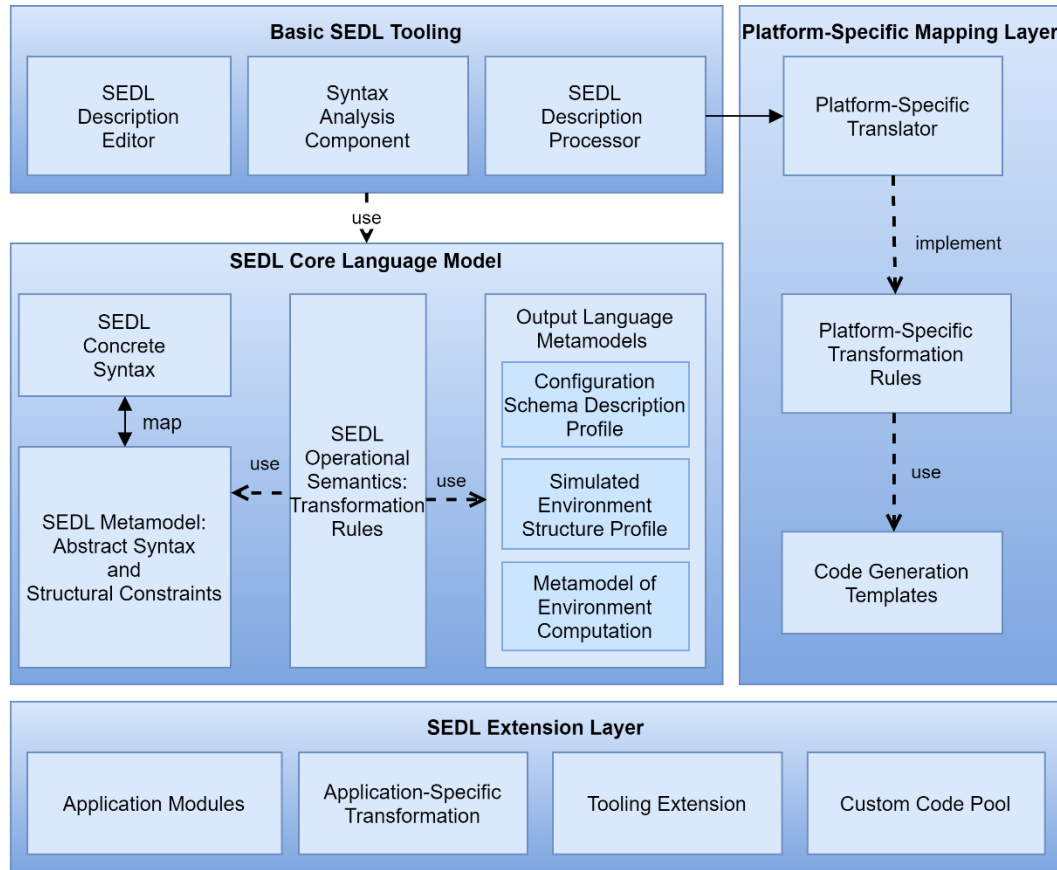 Basic SEDL Tooling
SEDL
Description
Editor
Syntax
Analysis
Component
SEDL
Description
Processor
use
Platform-Specific Mapping Layer
Platform-Specific
Translator
implement
Platform-Specific
Transformation
Rules
use
Code Generation
Templates
SEDL Core Language Model
SEDL
Concrete
Syntax
map
SEDL Metamodel:
Abstract Syntax
and
Structural Constraints
use
SEDL
Operational
Semantics:
Transformation
Rules
use
Output Language
Metamodels
Configuration
Schema Description
Profile
Simulated
Environment
Structure Profile
Metamodel of
Environment
Computation
SEDL Extension Layer
Application Modules
Application-Specific
Transformation
Tooling Extension
Custom Code Pool